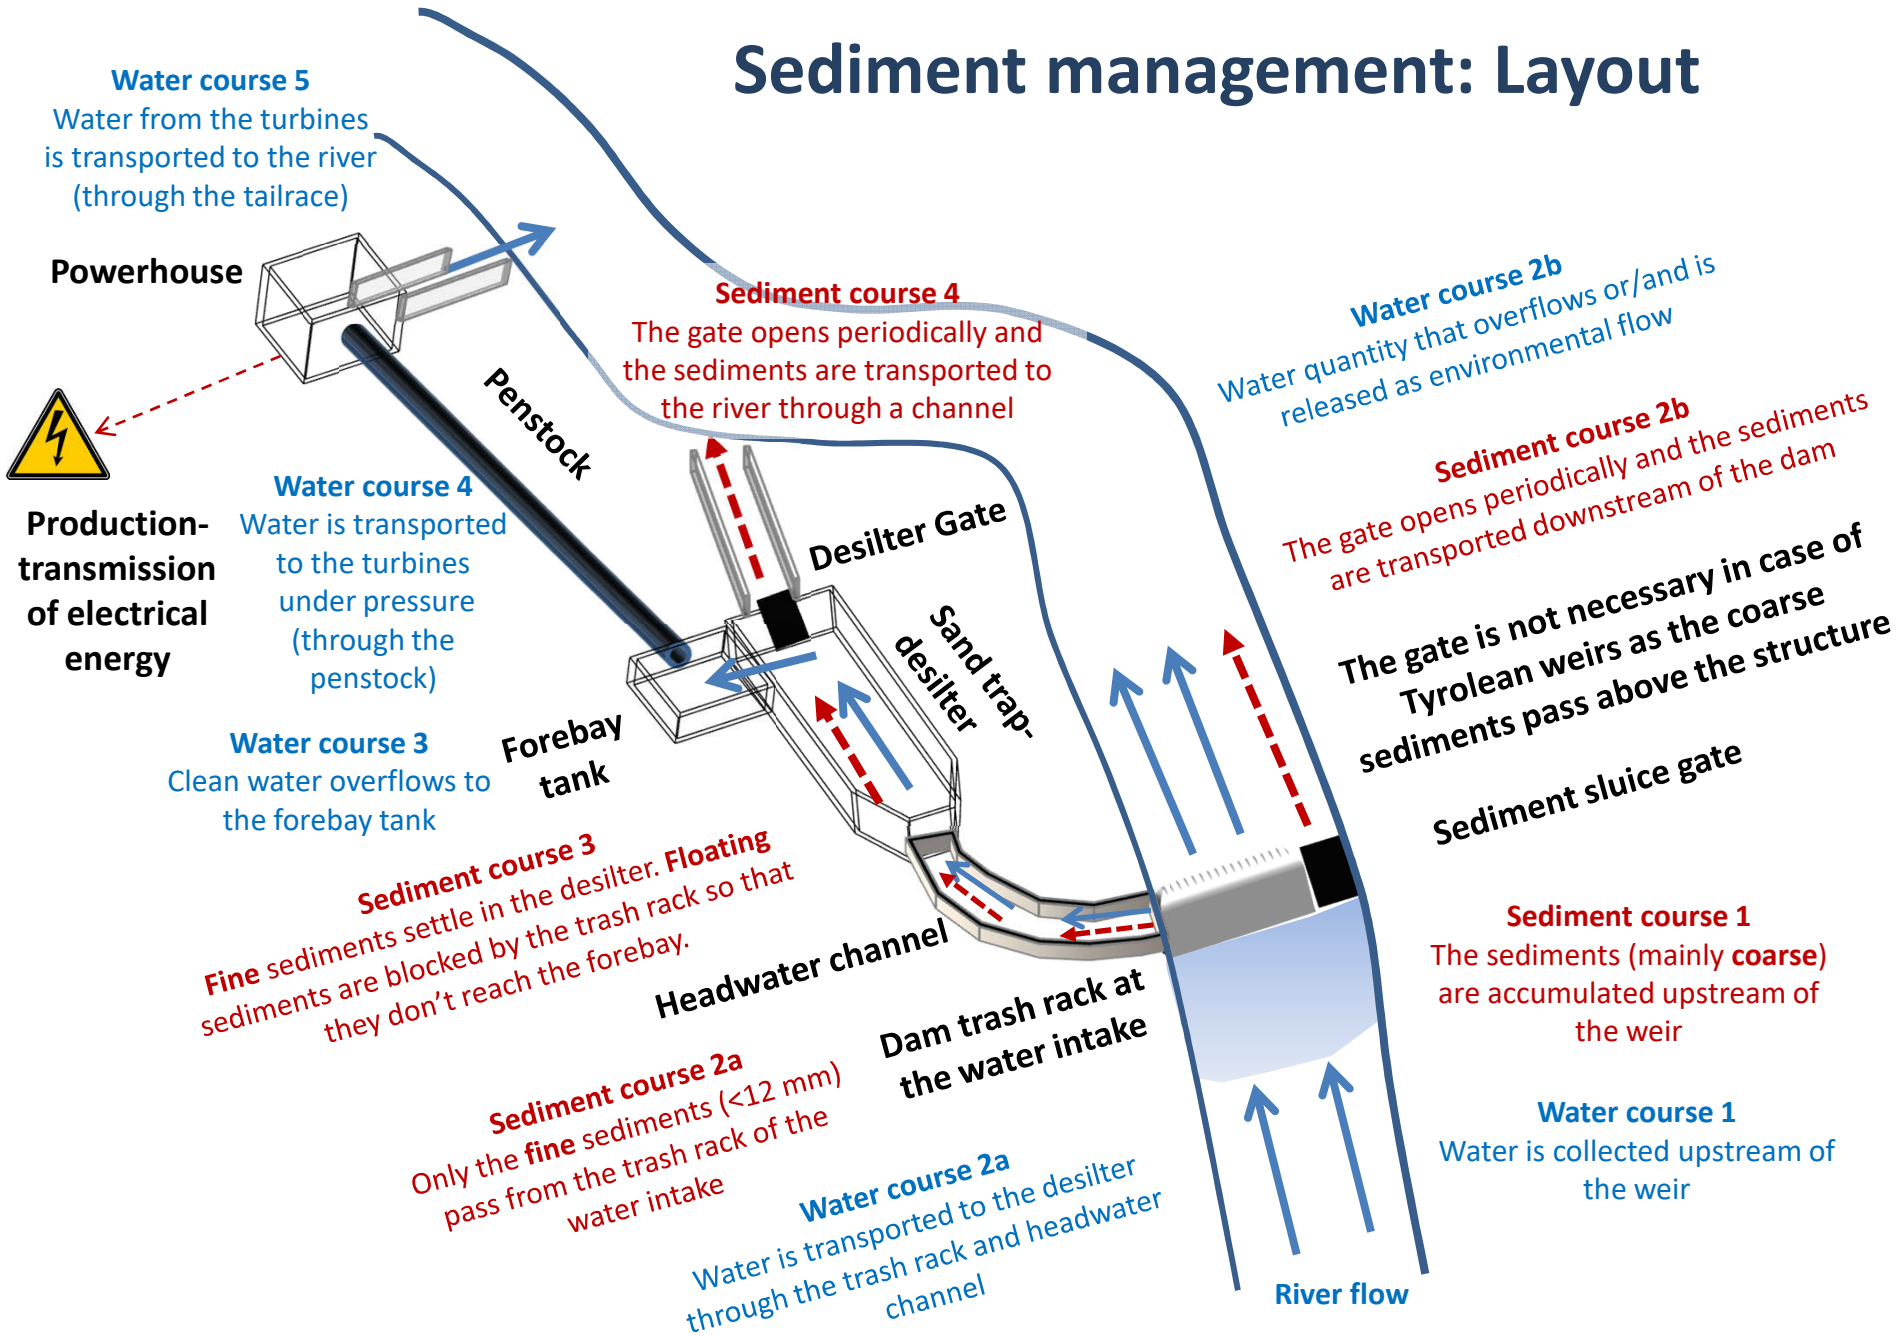 Sediment management: Layout
Water course 5
Water from the turbines
is transported to the river
(through the tailrace)
Powerhouse
Production-
transmission
of electrical
energy
Penstock
Water course 4
Water is transported
to the turbines
under pressure
(through the
penstock)
Sediment course 4
The gate opens periodically and
the sediments are transported to
the river through a channel
Desilter Gate
Sand trap-
desilter
Water course 3
Clean water overflows to
the forebay tank
Forebay
tank
Sediment course 3
Fine sediments settle in the desilter. Floating
sediments are blocked by the trash rack so that
they don’t reach the forebay.
Headwater channel
Dam trash rack at
the water intake
Sediment course 2a
Only the fine sediments (<12 mm)
pass from the trash rack of the
water intake
Water course 2a
Water is transported to the desilter
through the trash rack and headwater
channel
Water course 2b
Water quantity that overflows or/and is
released as environmental flow
Sediment course 2b
The gate opens periodically and the sediments
are transported downstream of the dam
The gate is not necessary in case of
Tyrolean weirs as the coarse
sediments pass above the structure
Sediment sluice gate
Sediment course 1
The sediments (mainly coarse)
are accumulated upstream of
the weir
Water course 1
Water is collected upstream of
the weir
River flow